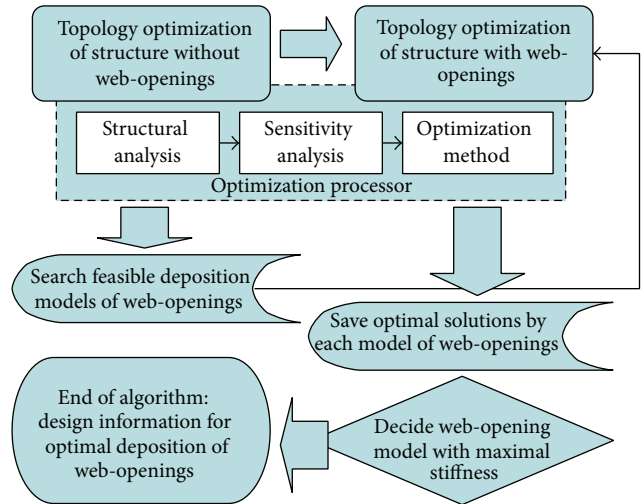 Topology optimization
of structure without
web-openings
Topology optimization
of structure with web-
openings
Structural
analysis
Sensitivity
analysis
Optimization
method
Optimization processor
Search feasible deposition
models of web-openings
Save optimal solutions by
each model of web-openings
End of algorithm:
design information for
optimal deposition of
web-openings
Decide web-opening
model with maximal
stiffness